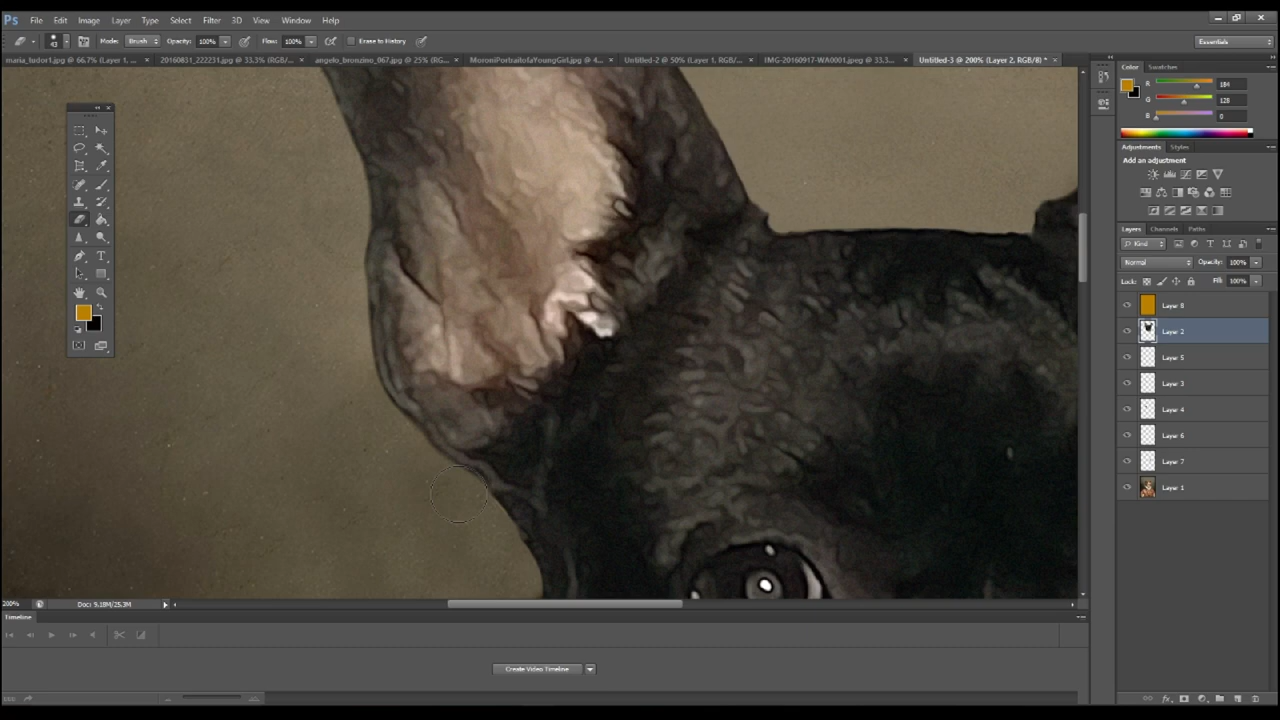 Ps File Edit Image Layer Type Select Filter 3D View Window Help
43 Mode: Brush Opacity: 100% Flow: 100% Erase to History Essentials
maria_tudor1.jpg @ 66.7% (Layer 1, ... × 20160831_222231.jpg @ 33.3% (RGB/... × angelo_bronzino_067.jpg @ 25% (RG... × MoroniPortraitofaYoungGirl.jpg @ 4... × Untitled-2 @ 50% (Layer 1, RGB/... × IMG-20160917-WA0001.jpeg @ 33,3... × Untitled-3 @ 200% (Layer 2, RGB/8) * ×
Color Swatches
R 184
G 128
B 0
Adjustments Styles
Add an adjustment
Layers Channels Paths
Kind
Normal Opacity: 100%
Lock: Fill: 100%
Layer 8
Layer 2
Layer 5
Layer 3
Layer 4
Layer 6
Layer 7
Layer 1
T
200% Doc: 9.18M/25.3M
Timeline
Create Video Timeline
fx